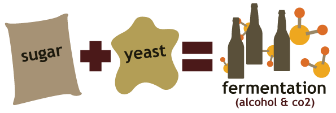 sugar
yeast
fermentation
(alcohol & co2)